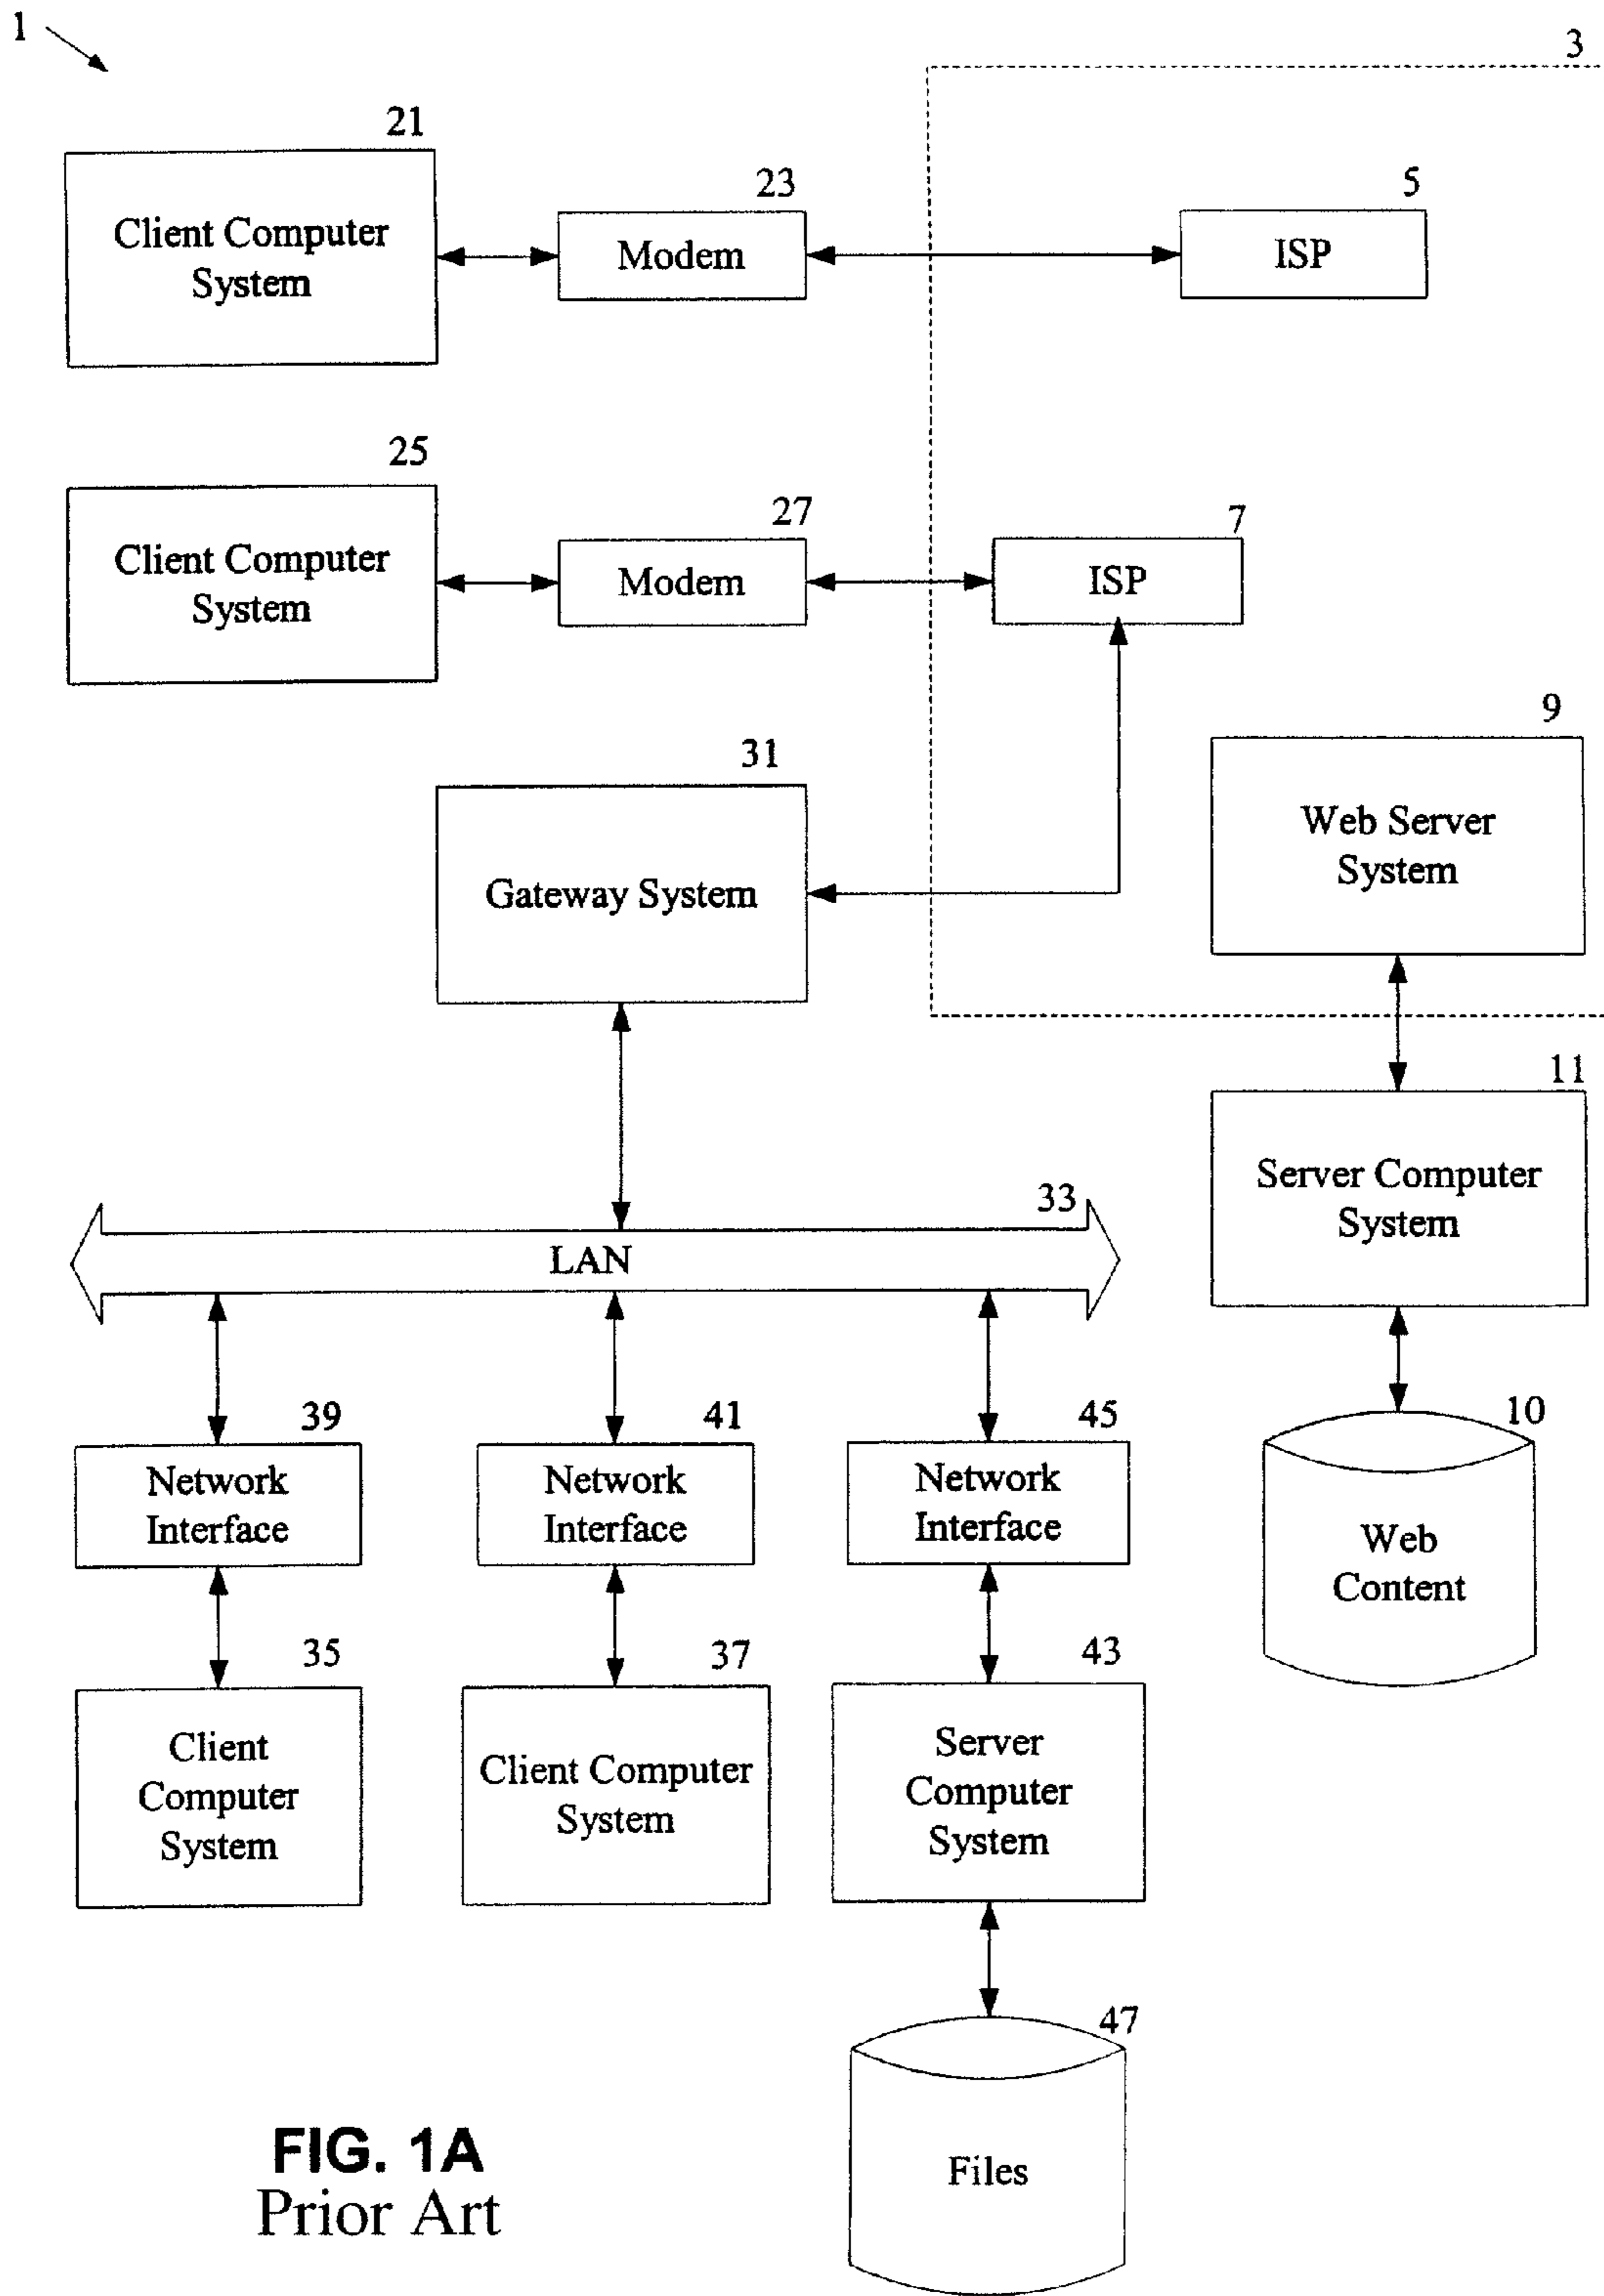 1
3
21
Client Computer
System
23
Modem
5
ISP
25
Client Computer
System
27
Modem
7
ISP
31
Gateway System
9
Web Server
System
11
Server Computer
System
33
LAN
10
Web
Content
39
Network
Interface
41
Network
Interface
45
Network
Interface
35
Client
Computer
System
37
Client Computer
System
43
Server
Computer
System
47
Files
FIG. 1A
Prior Art